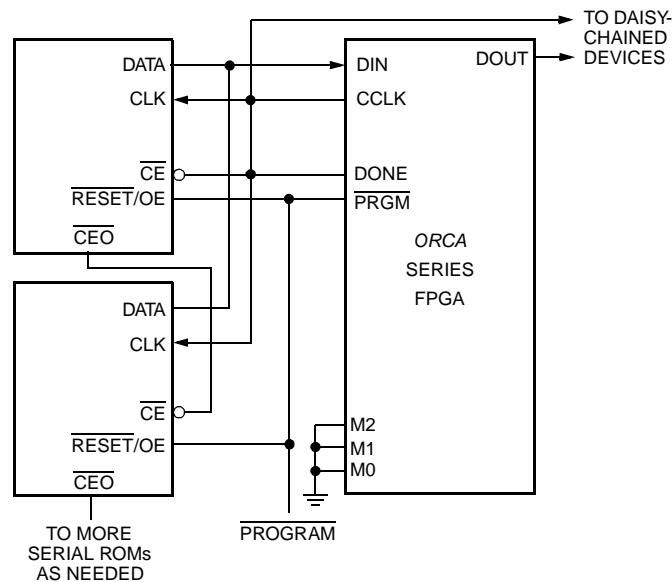 TO DAISY-
CHAINED
DEVICES
DATA
CLK
CE
RESET/OE
CEO
DIN
CCLK
DONE
PRGM
DOUT
ORCA
SERIES
FPGA
DATA
CLK
CE
RESET/OE
CEO
M2
M1
M0
TO MORE
SERIAL ROMs
AS NEEDED
PROGRAM